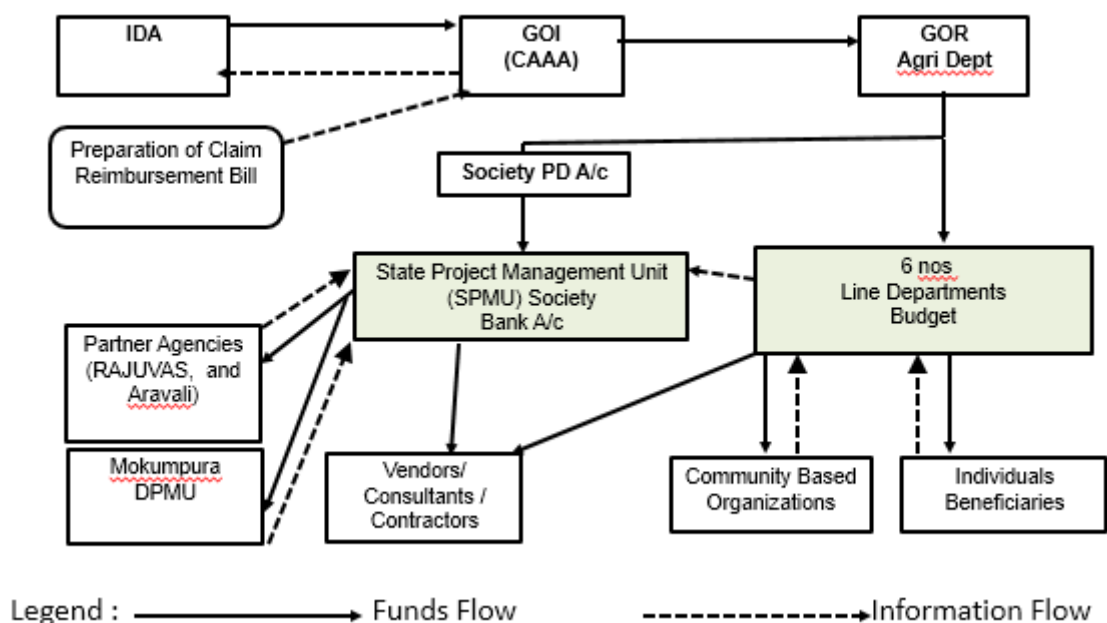 IDA
GOI
(CAAA)
GOR
Agri Dept
Preparation of Claim
Reimbursement Bill
Society PD A/c
State Project Management Unit
(SPMU) Society
Bank A/c
6 nos
Line Departments
Budget
Partner Agencies
(RAJUVAS, and
Aravali)
Mokumpura
DPMU
Vendors/
Consultants /
Contractors
Community Based
Organizations
Individuals
Beneficiaries
Legend : Funds Flow Information Flow